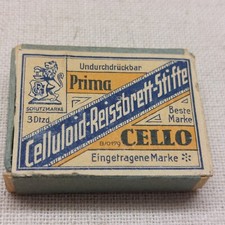 Undurchdrückbar
Prima
SCHUTZMARKE
3 Dtzd.
Celluloid-Reissbrett-Stifte
Beste
Marke
CELLO
Eingetragene Marke